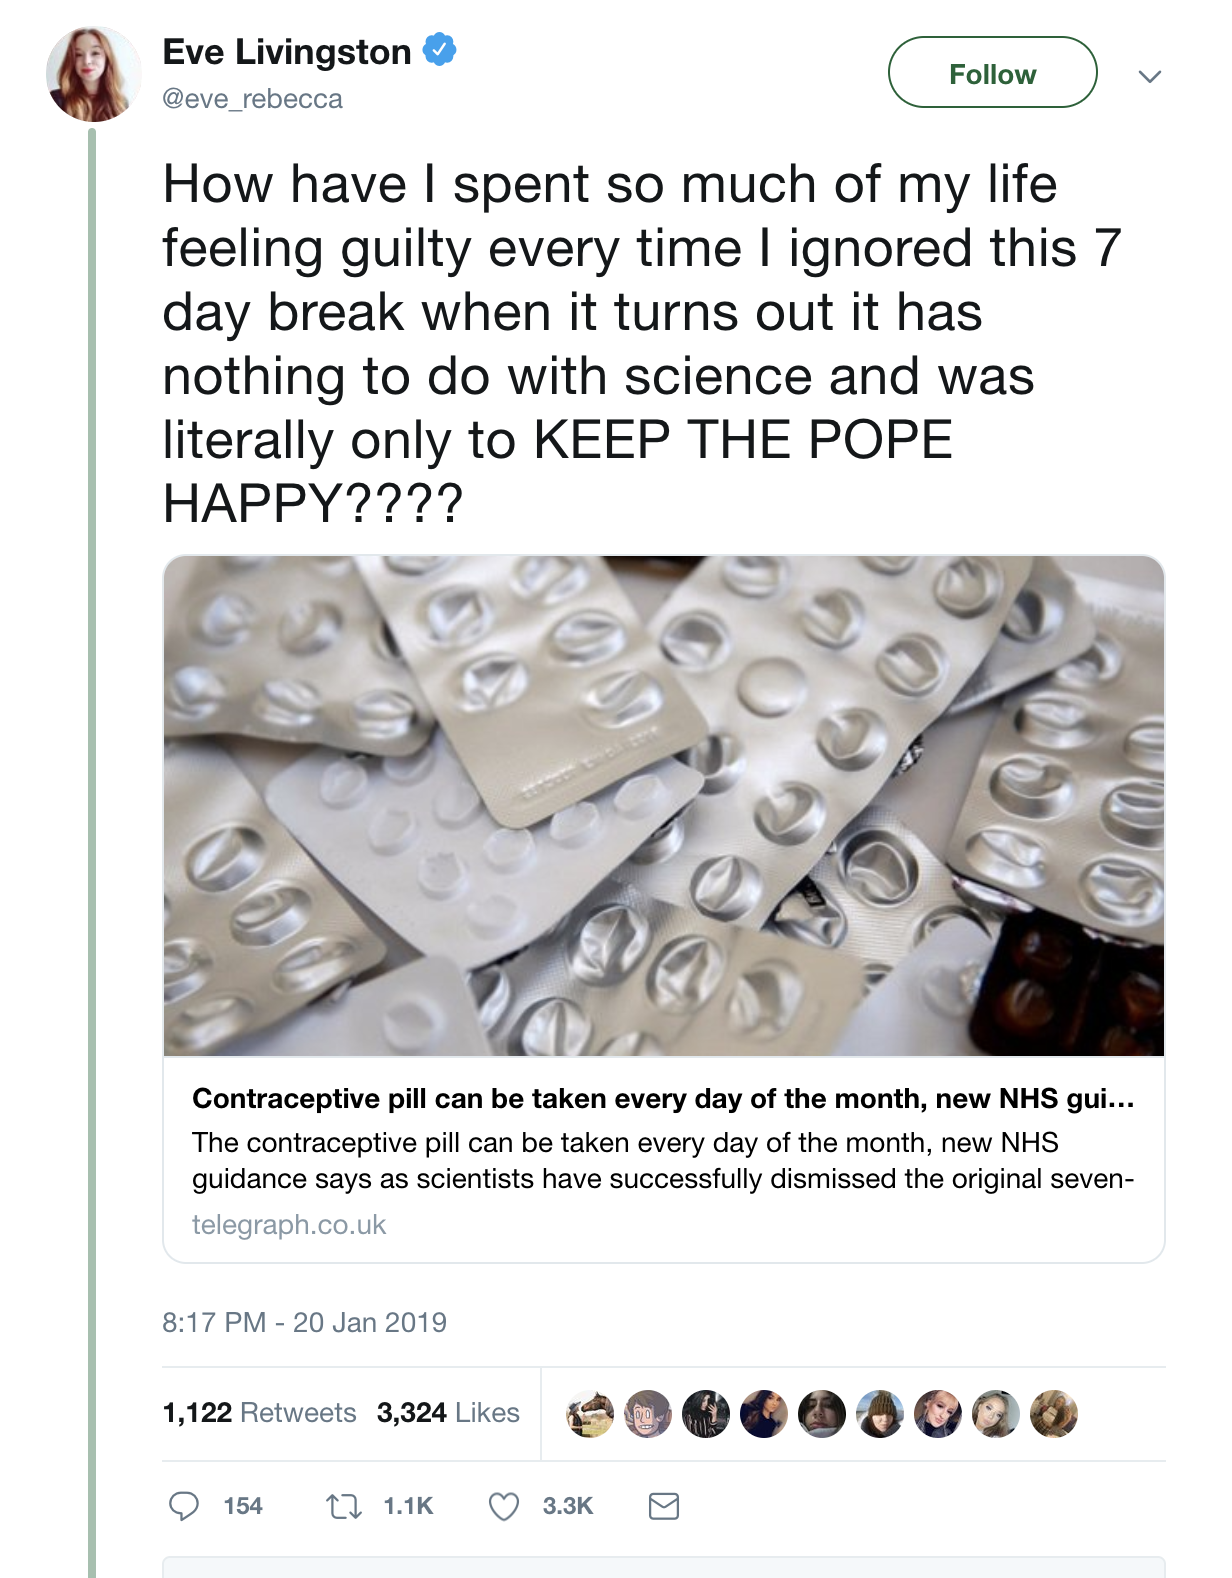 Eve Livingston
@eve_rebecca
Follow
How have I spent so much of my life
feeling guilty every time I ignored this 7
day break when it turns out it has
nothing to do with science and was
literally only to KEEP THE POPE
HAPPY????
Contraceptive pill can be taken every day of the month, new NHS gui...
The contraceptive pill can be taken every day of the month, new NHS
guidance says as scientists have successfully dismissed the original seven-
telegraph.co.uk
8:17 PM - 20 Jan 2019
1,122 Retweets 3,324 Likes
154 1.1K 3.3K